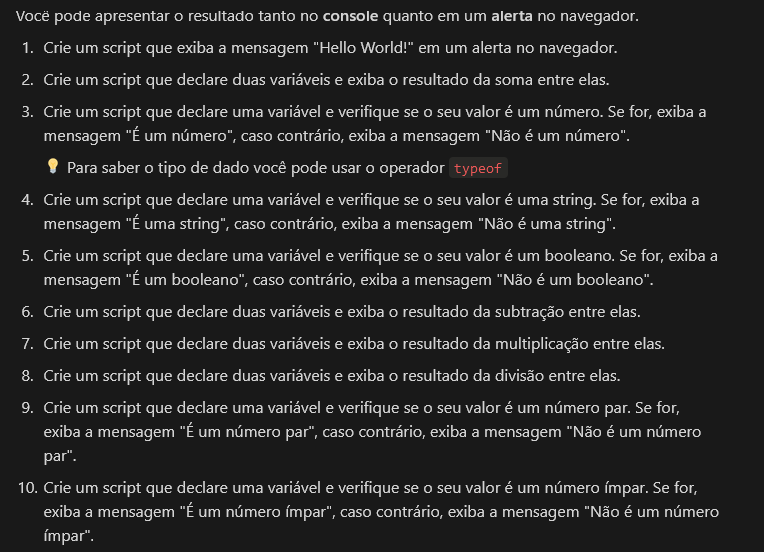 Você pode apresentar o resultado tanto no console quanto em um alerta no navegador.
1. Crie um script que exiba a mensagem "Hello World!" em um alerta no navegador.
2. Crie um script que declare duas variáveis e exiba o resultado da soma entre elas.
3. Crie um script que declare uma variável e verifique se o seu valor é um número. Se for, exiba a
mensagem "É um número", caso contrário, exiba a mensagem "Não é um número".
💡 Para saber o tipo de dado você pode usar o operador typeof
4. Crie um script que declare uma variável e verifique se o seu valor é uma string. Se for, exiba a
mensagem "É uma string", caso contrário, exiba a mensagem "Não é uma string".
5. Crie um script que declare uma variável e verifique se o seu valor é um booleano. Se for, exiba a
mensagem "É um booleano", caso contrário, exiba a mensagem "Não é um booleano".
6. Crie um script que declare duas variáveis e exiba o resultado da subtração entre elas.
7. Crie um script que declare duas variáveis e exiba o resultado da multiplicação entre elas.
8. Crie um script que declare duas variáveis e exiba o resultado da divisão entre elas.
9. Crie um script que declare uma variável e verifique se o seu valor é um número par. Se for,
exiba a mensagem "É um número par", caso contrário, exiba a mensagem "Não é um número
par".
10. Crie um script que declare uma variável e verifique se o seu valor é um número ímpar. Se for,
exiba a mensagem "É um número ímpar", caso contrário, exiba a mensagem "Não é um número
ímpar".